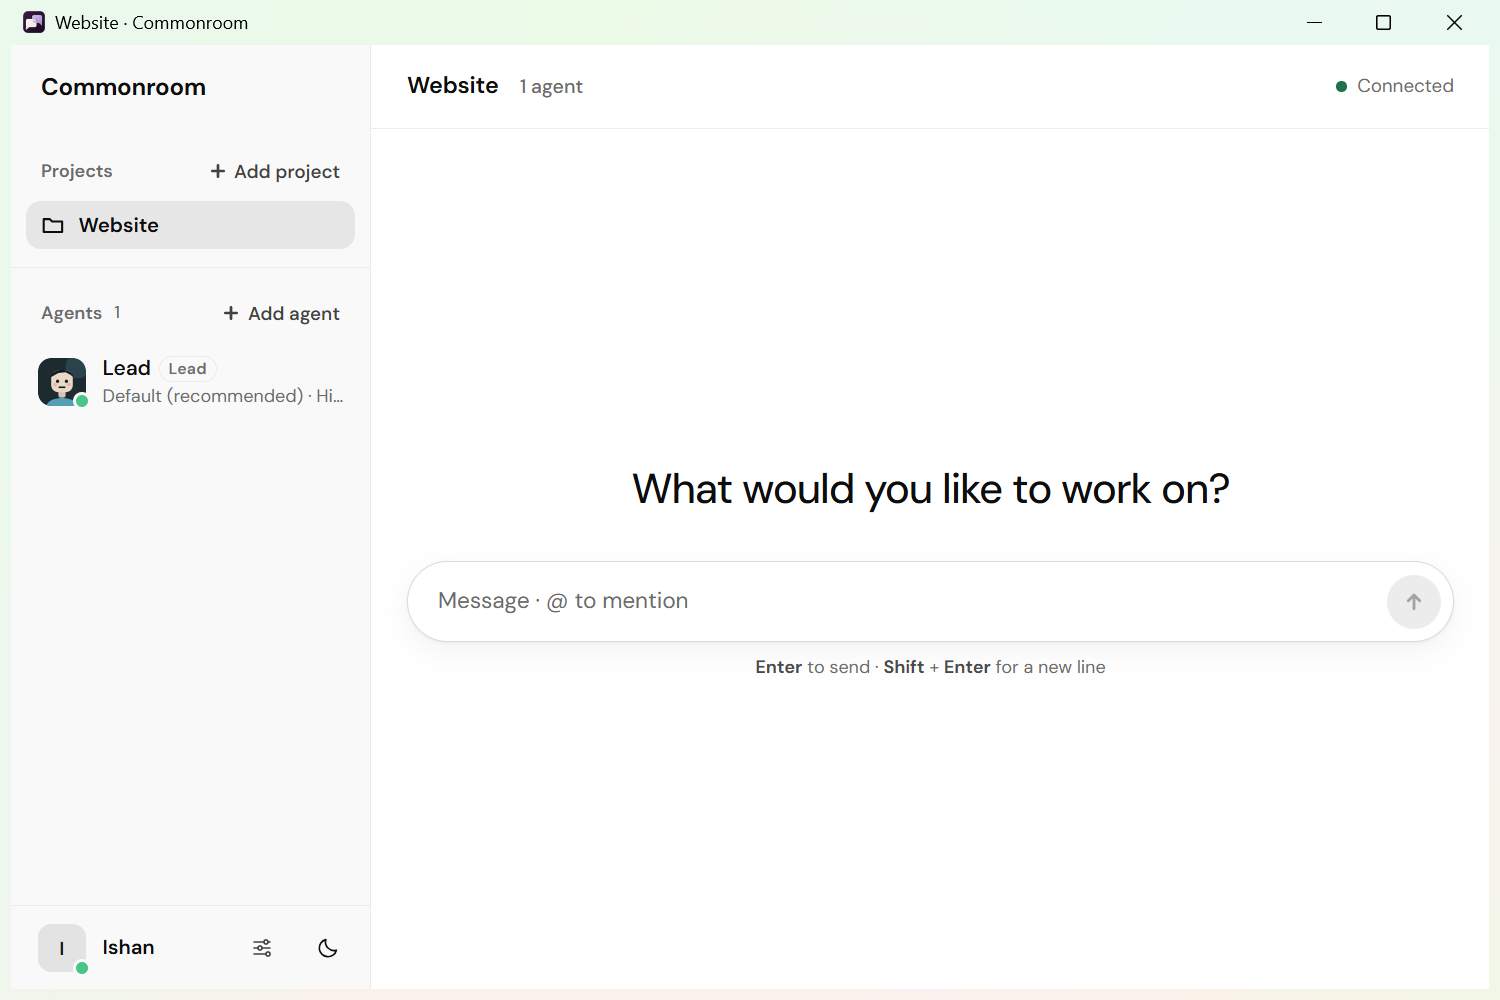 Website · Commonroom
Commonroom
Projects
+ Add project
Website
Agents 1
+ Add agent
Lead Lead
Default (recommended) · Hi...
I
Ishan
Website 1 agent
Connected
What would you like to work on?
Message · @ to mention
Enter to send · Shift + Enter for a new line